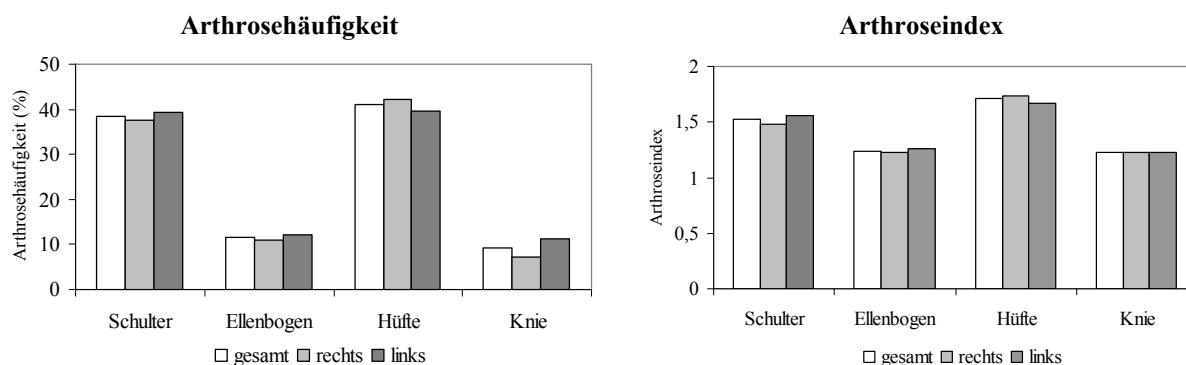 Arthrosehäufigkeit
Arthrosehäufigkeit (%)
50
40
30
20
10
0
Schulter Ellenbogen Hüfte Knie
gesamt rechts links
Arthroseindex
Arthroseindex
2
1,5
1
0,5
0
Schulter Ellenbogen Hüfte Knie
gesamt rechts links